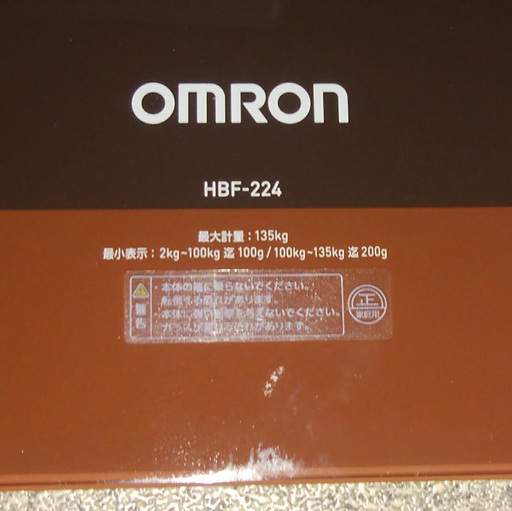 OMRON
HBF-224
最大計量：135kg
最小表示：2kg~100kg 迄 100g / 100kg~135kg 迄 200g
警告
・本体の端に乗らないでください。
転倒する恐れがあります。
・本体に強い衝撃を与えないでください。
ガラスが割れる恐れがあります。
正
家庭用